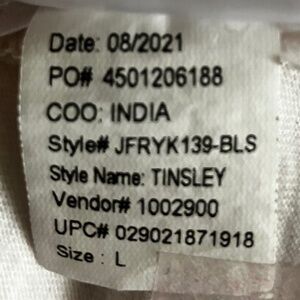 Date: 08/2021
PO# 4501206188
COO: INDIA
Style# JFRYK139-BLS
Style Name: TINSLEY
Vendor# 1002900
UPC# 029021871918
Size : L